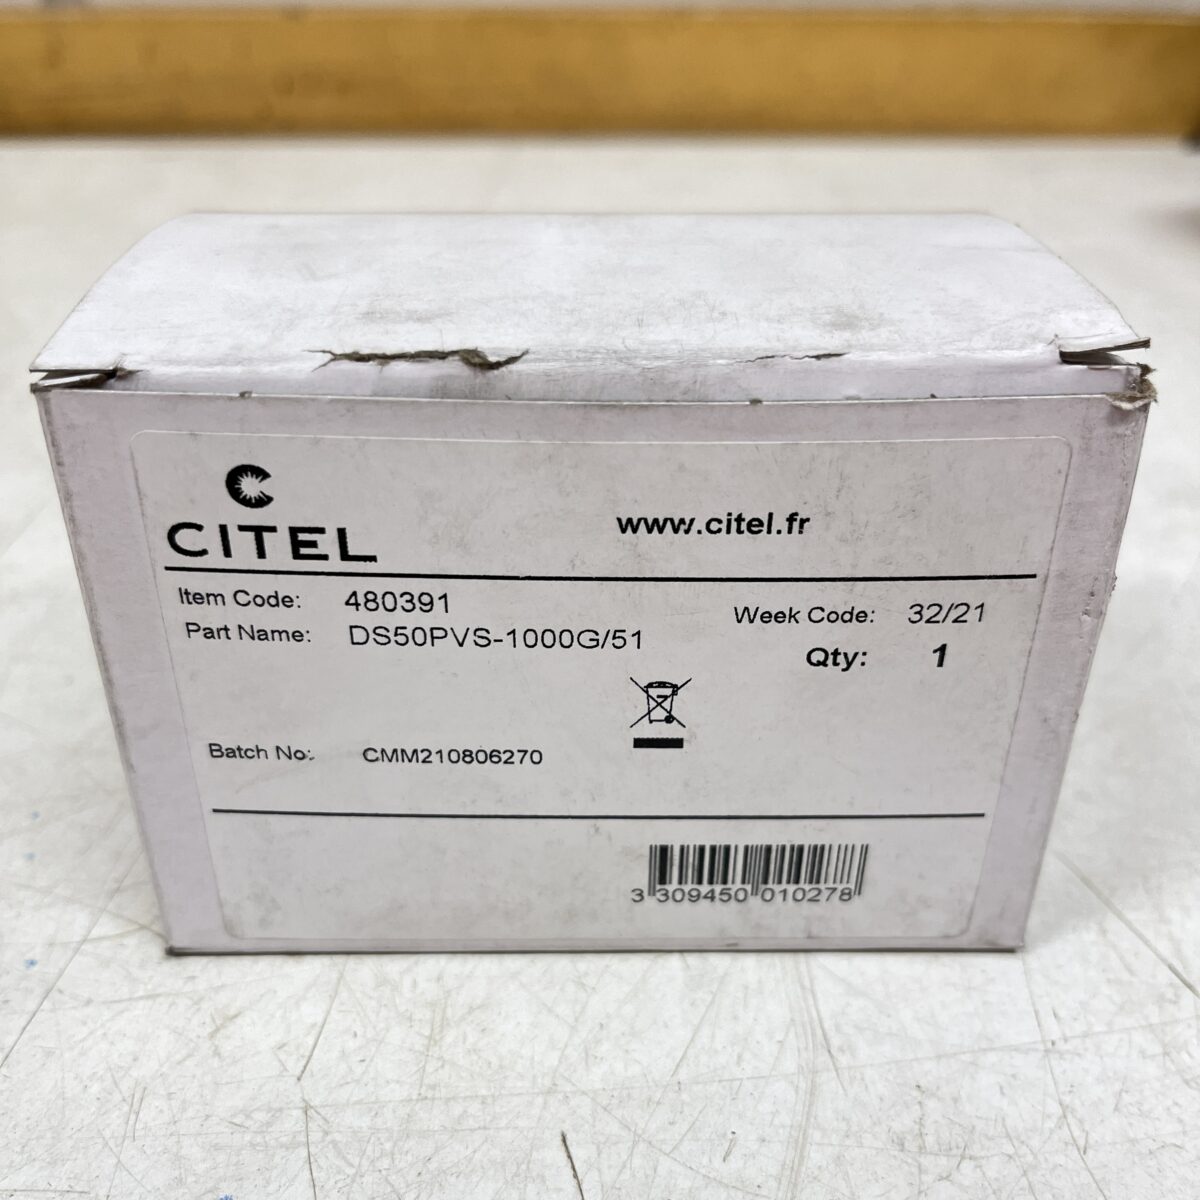 CITEL
www.citel.fr
Item Code: 480391
Part Name: DS50PVS-1000G/51
Week Code: 32/21
Qty: 1
Batch No: CMM210806270
3 309450 010278